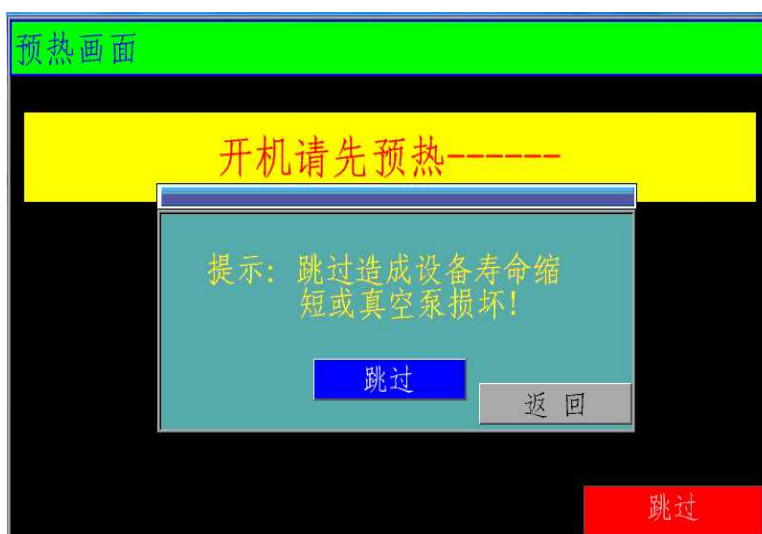 预热画面
开机请先预热------
提示: 跳过造成设备寿命缩
短或真空泵损坏!
跳过
返 回
跳过